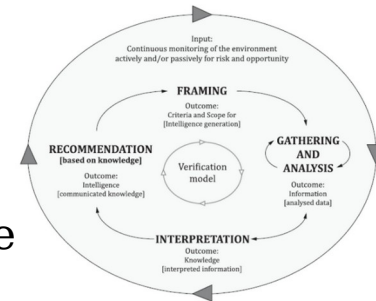 Input:
Continuous monitoring of the environment
actively and/or passively for risk and opportunity
FRAMING
Outcome:
Criteria and Scope for
[Intelligence generation]
RECOMMENDATION
[based on knowledge]
Outcome:
Intelligence
[communicated knowledge]
Verification
model
GATHERING
AND
ANALYSIS
Outcome:
Information
[analysed data]
INTERPRETATION
Outcome:
Knowledge
[interpreted information]
e